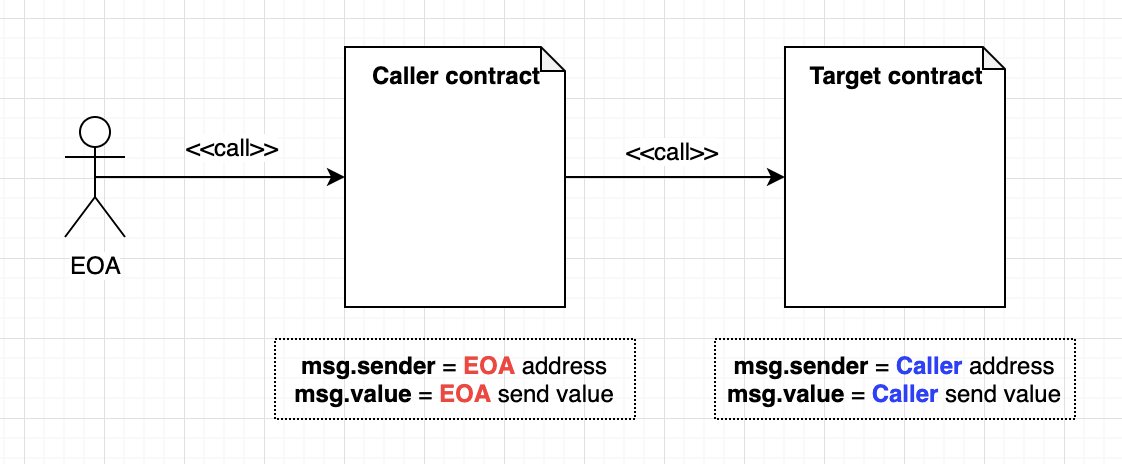 Caller contract
Target contract
<<call>>
<<call>>
EOA
msg.sender = EOA address
msg.value = EOA send value
msg.sender = Caller address
msg.value = Caller send value